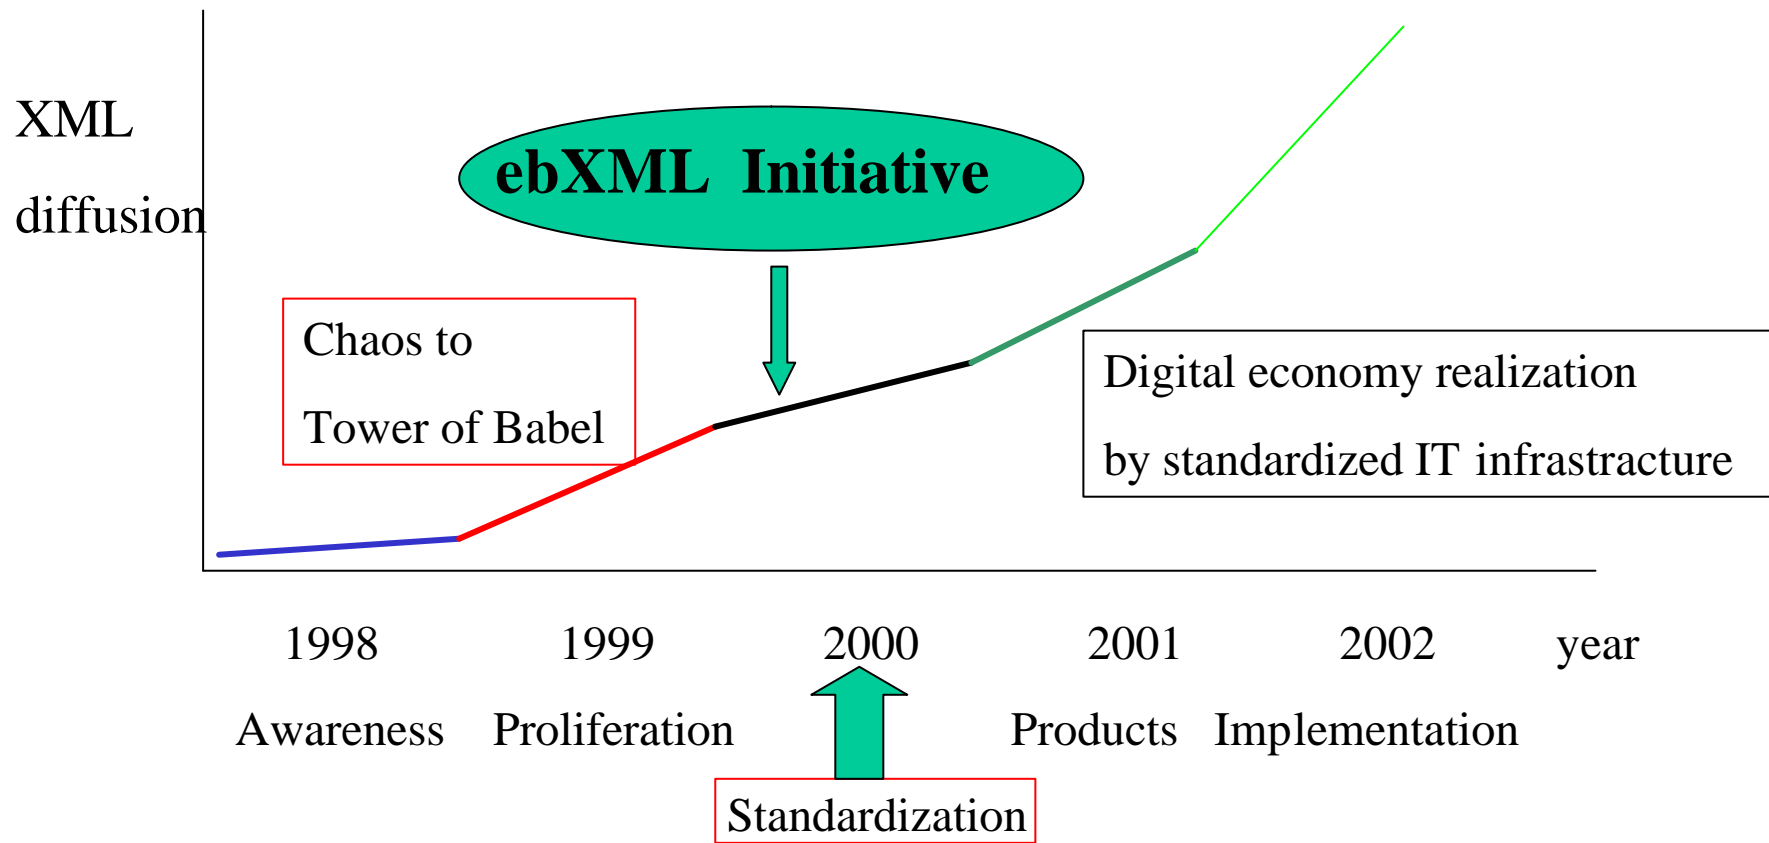 XML
diffusion
ebXML Initiative
Chaos to
Tower of Babel
Digital economy realization
by standardized IT infrastracture
1998 1999 2000 2001 2002 year
Awareness Proliferation Products Implementation
Standardization